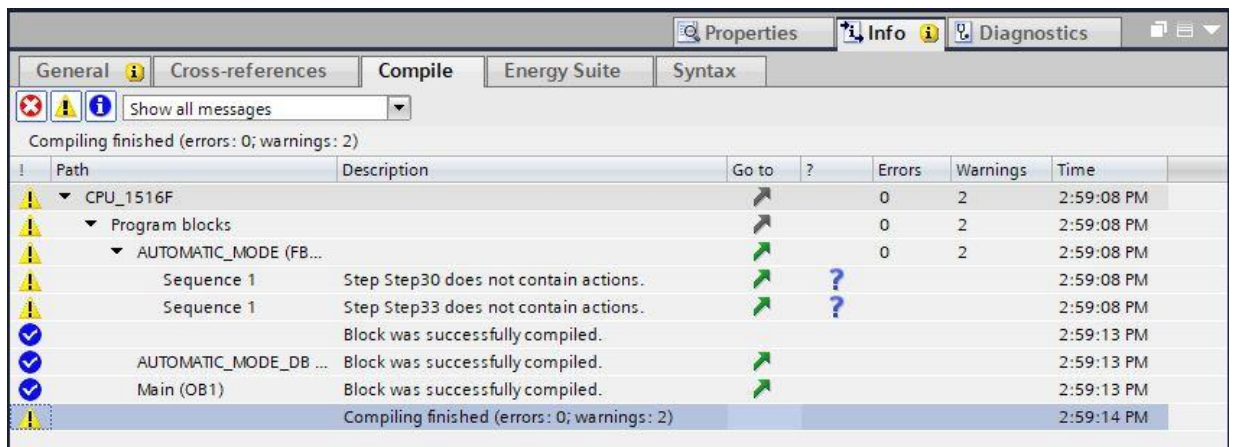 Properties Info Diagnostics
General Cross-references Compile Energy Suite Syntax
Show all messages
Compiling finished (errors: 0; warnings: 2)
! Path Description Go to ? Errors Warnings Time
CPU_1516F 0 2 2:59:08 PM
Program blocks 0 2 2:59:08 PM
AUTOMATIC_MODE (FB... 0 2 2:59:08 PM
Sequence 1 Step Step30 does not contain actions. ? 2:59:08 PM
Sequence 1 Step Step33 does not contain actions. ? 2:59:08 PM
Block was successfully compiled. 2:59:13 PM
AUTOMATIC_MODE_DB ... Block was successfully compiled. 2:59:13 PM
Main (OB1) Block was successfully compiled. 2:59:13 PM
Compiling finished (errors: 0; warnings: 2) 2:59:14 PM